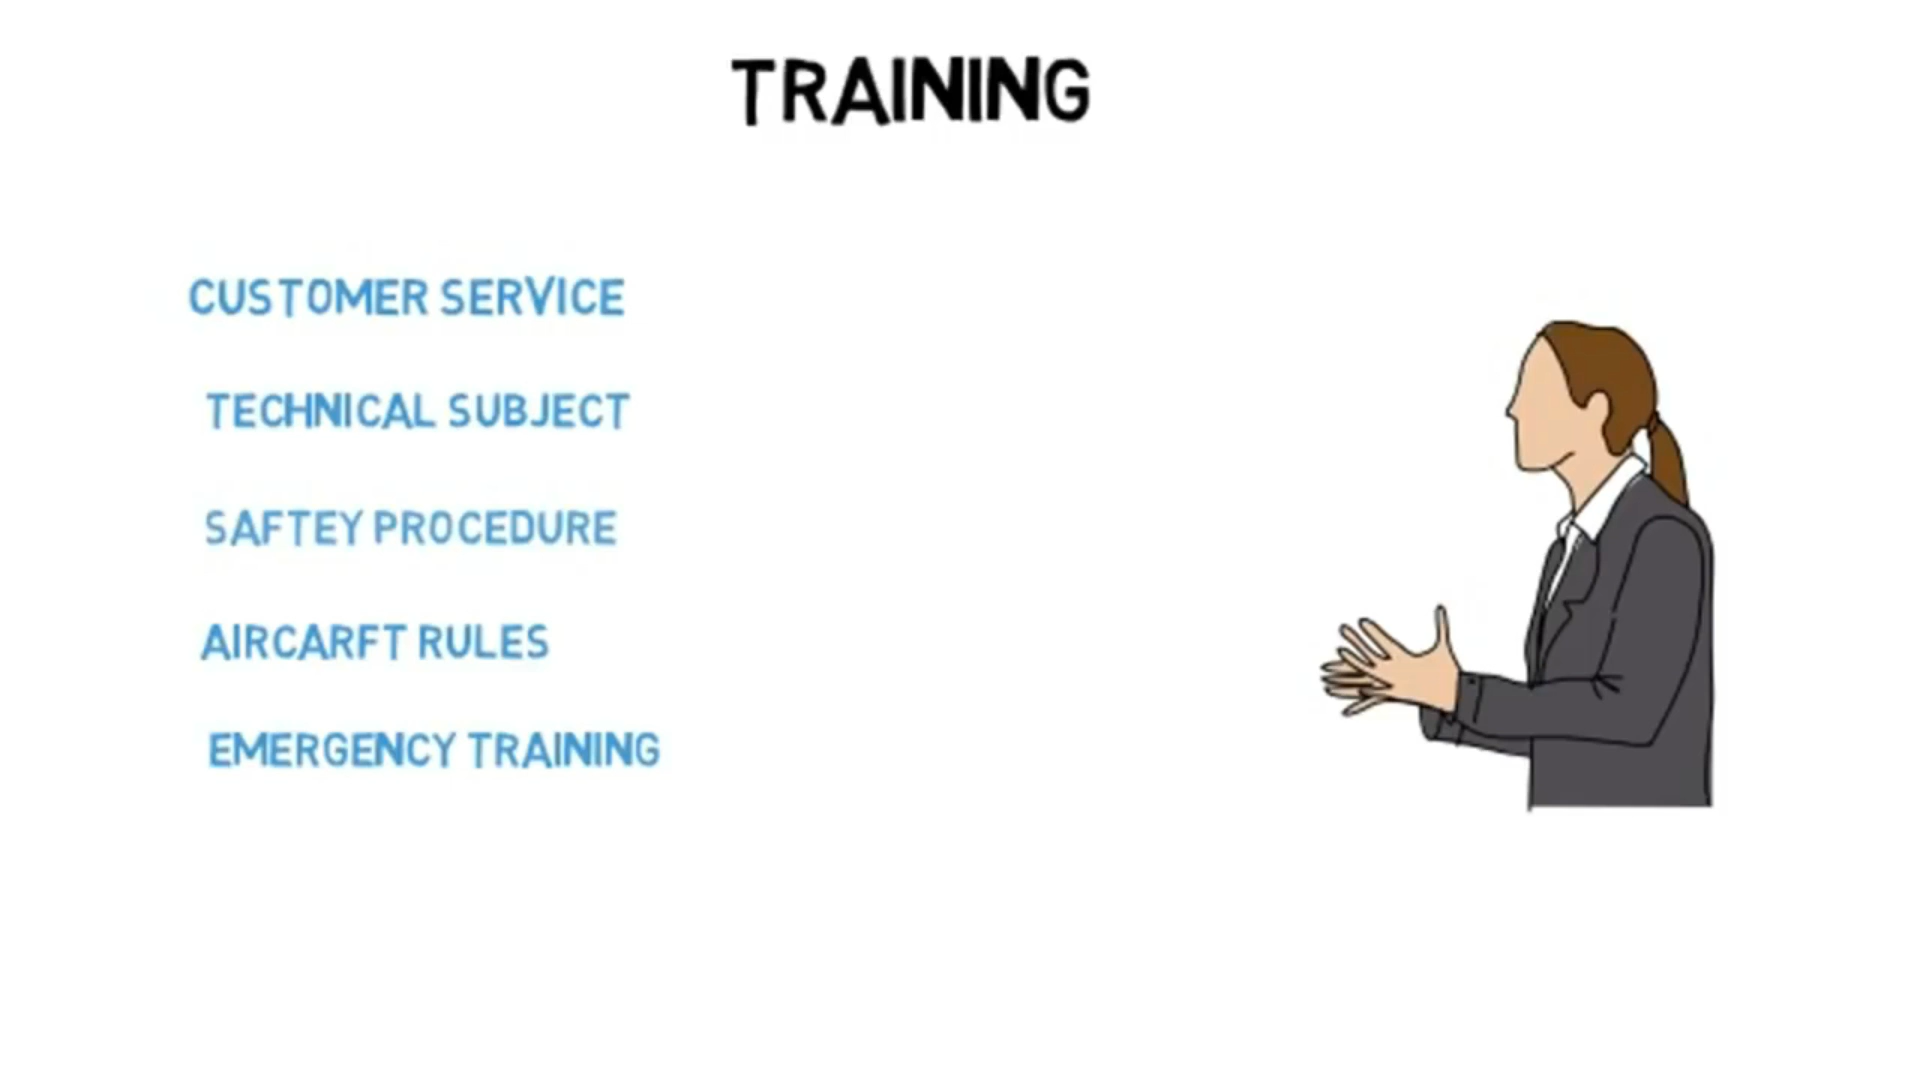 TRAINING
CUSTOMER SERVICE
TECHNICAL SUBJECT
SAFTEY PROCEDURE
AIRCARFT RULES
EMERGENCY TRAINING